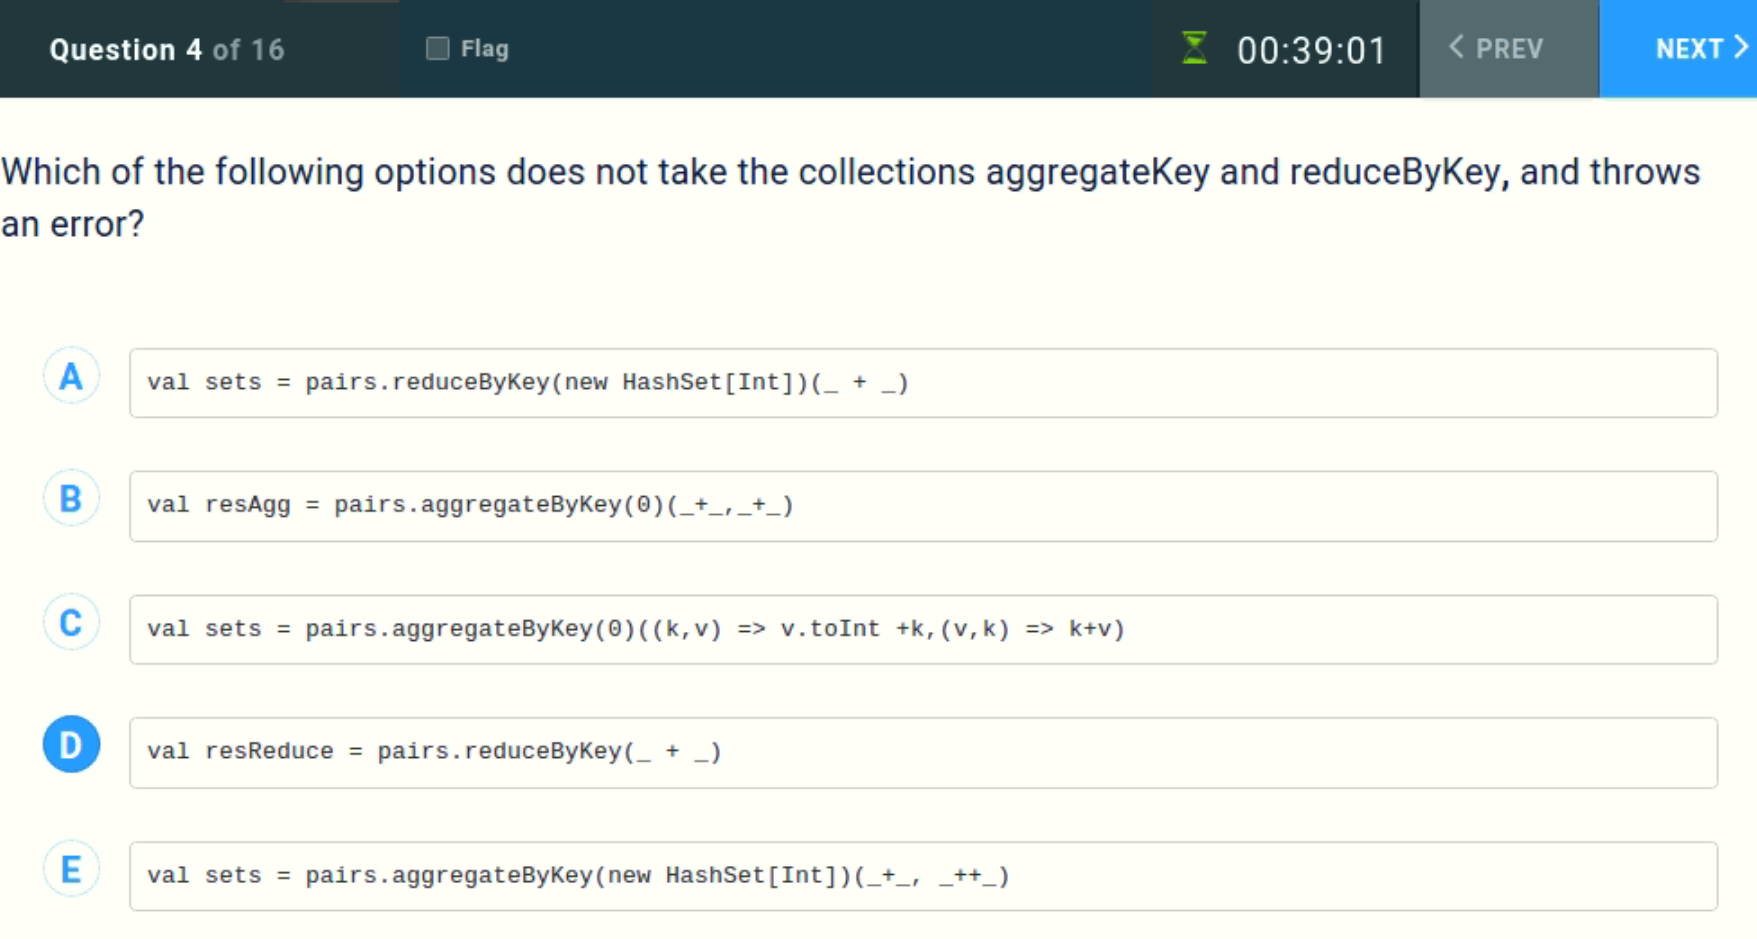 Question 4 of 16
Flag
00:39:01
PREV
NEXT
Which of the following options does not take the collections aggregateKey and reduceByKey, and throws
an error?
A
val sets = pairs.reduceByKey(new HashSet[Int])(_ + _)
B
val resAgg = pairs.aggregateByKey(0)(_+_,_+_)
C
val sets = pairs.aggregateByKey(0)((k,v) => v.toInt +k,(v,k) => k+v)
D
val resReduce = pairs.reduceByKey(_ + _)
E
val sets = pairs.aggregateByKey(new HashSet[Int])(_+_, _++_)